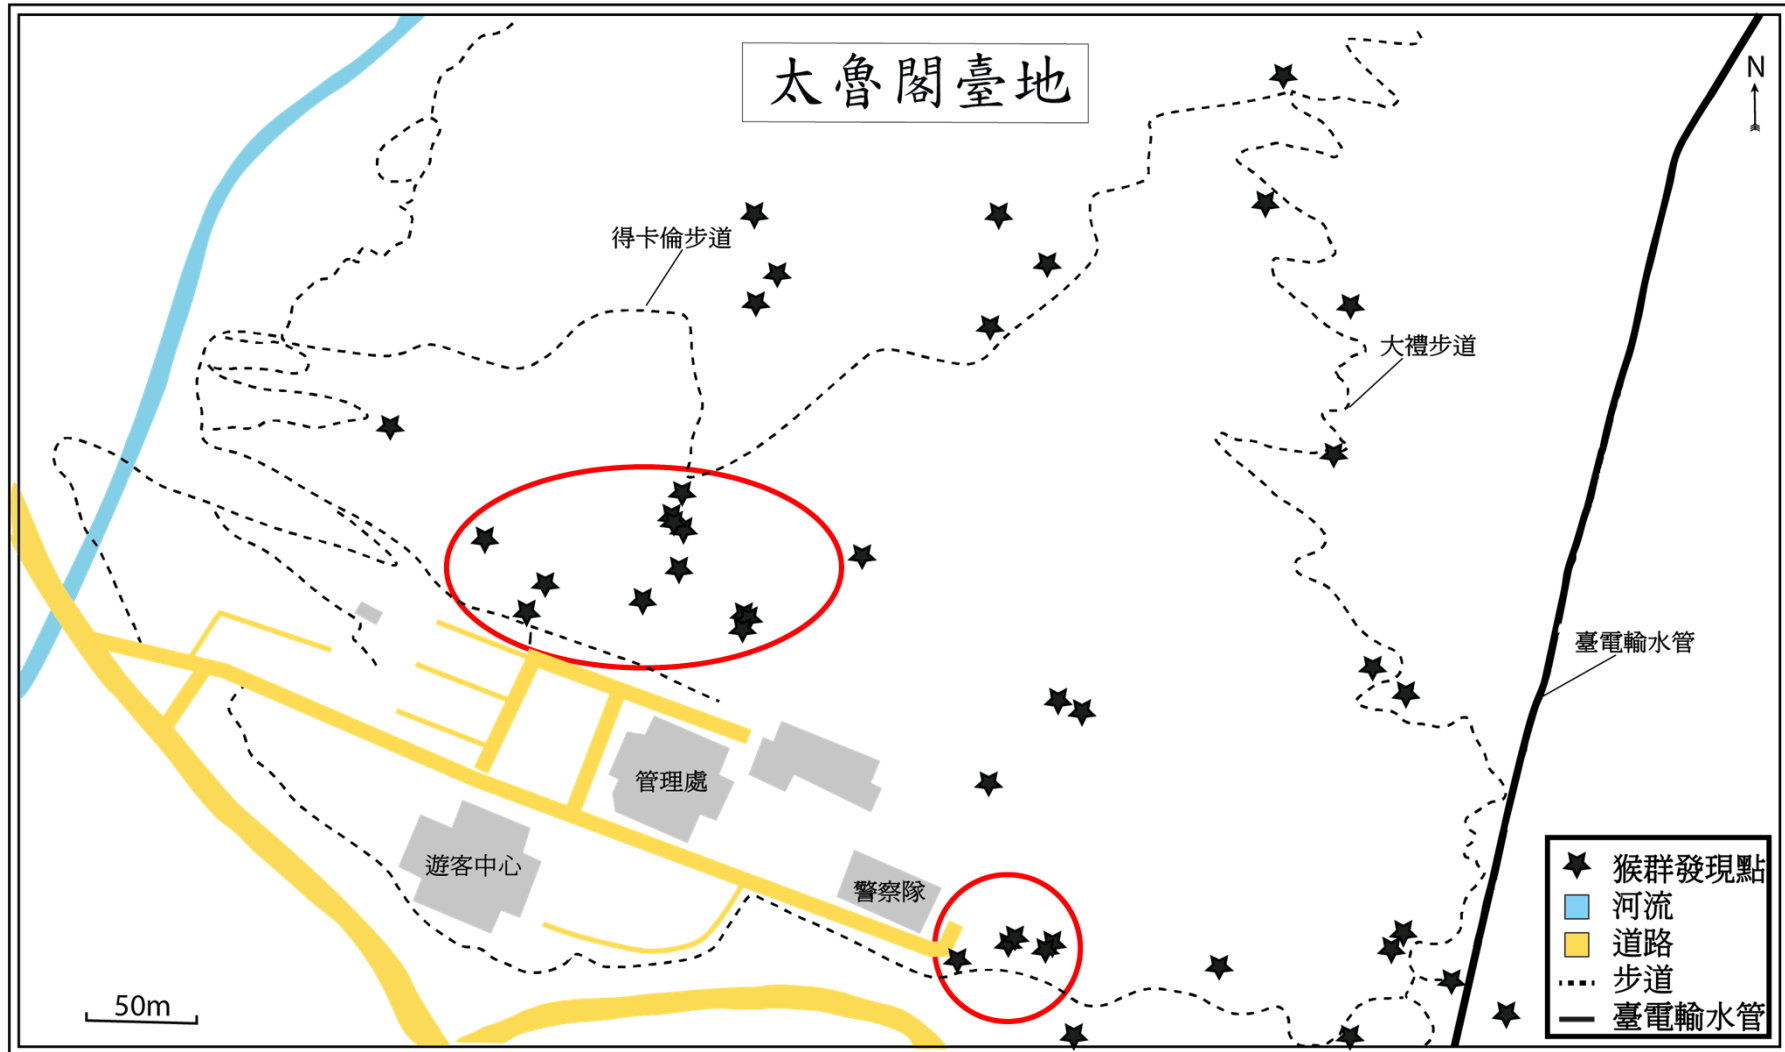 太魯閣臺地
N
得卡倫步道
大禮步道
臺電輸水管
管理處
遊客中心
警察隊
50m
猴群發現點
河流
道路
步道
臺電輸水管